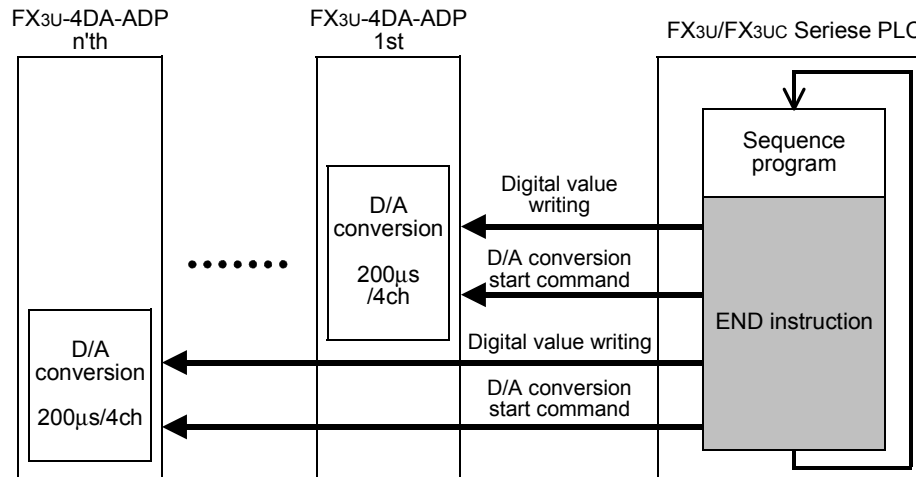 FX3U-4DA-ADP
n'th
FX3U-4DA-ADP
1st
FX3U/FX3UC Seriese PLC
Sequence
program
Digital value
writing
D/A
conversion
200µs
/4ch
D/A conversion
start command
END instruction
D/A
conversion
200µs/4ch
Digital value writing
D/A conversion
start command